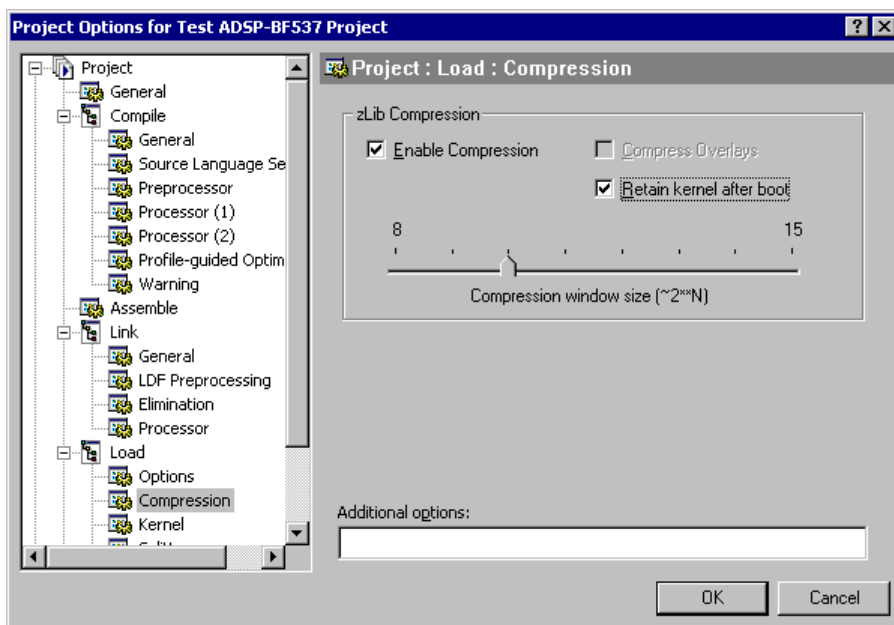 Project Options for Test ADSP-BF537 Project
Project
General
Compile
General
Source Language Se
Preprocessor
Processor (1)
Processor (2)
Profile-guided Optim
Warning
Assemble
Link
General
LDF Preprocessing
Elimination
Processor
Load
Options
Compression
Kernel
Project : Load : Compression
zLib Compression
Enable Compression
Compress Overlays
Retain kernel after boot
8 15
Compression window size (~2**N)
Additional options:
OK Cancel